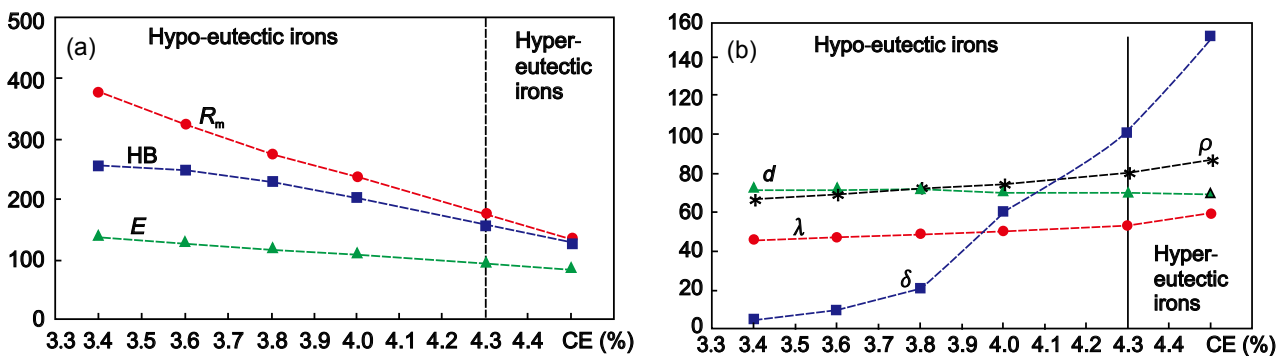 (a)
Hypo-eutectic irons
Hyper-
eutectic
irons
500
400
300
200
100
0
Rm
HB
E
3.3 3.4 3.5 3.6 3.7 3.8 3.9 4.0 4.1 4.2 4.3 4.4 CE (%)
(b)
Hypo-eutectic irons
160
140
120
100
80
60
40
20
0
d
ρ
λ
δ
Hyper-
eutectic
irons
3.3 3.4 3.5 3.6 3.7 3.8 3.9 4.0 4.1 4.2 4.3 4.4 CE (%)